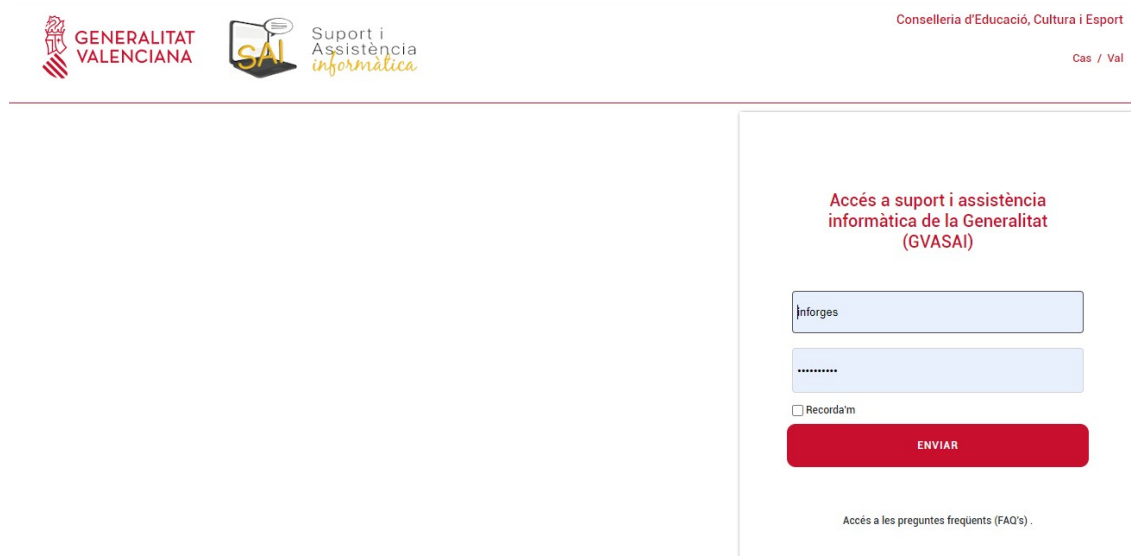 GENERALITAT
VALENCIANA
SAI
Suport i
Assistència
informàtica
Conselleria d'Educació, Cultura i Esport
Cas / Val
Accés a suport i assistència
informàtica de la Generalitat
(GVASAI)
inforges
••••••••••
Recorda'm
ENVIAR
Accés a les preguntes freqüents (FAQ's) .